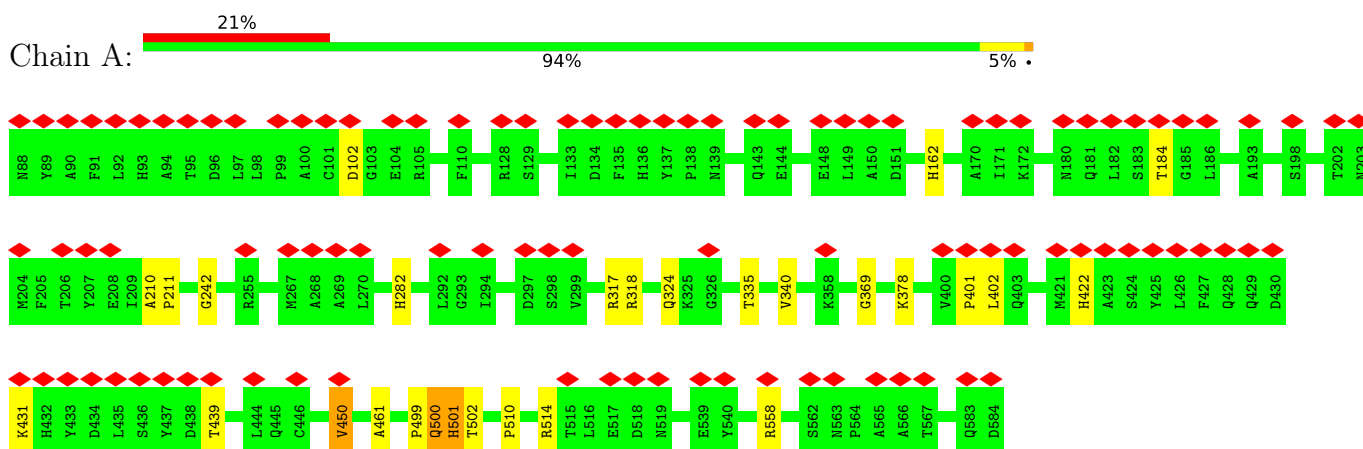 21%
Chain A:
94% 5% •
N88 Y89 A90 F91 L92 H93 A94 T95 D96 L97 L98 P99 A100 C101 D102 G103 E104 R105 F110 R128 S129 I133 D134 F135 H136 Y137 P138 N139 Q143 E144 E148 L149 A150 D151 H162 A170 I171 K172 N180 Q181 L182 S183 T184 G185 L186 A193 S198 T202 N203
M204 F205 T206 Y207 E208 I209 A210 P211 G242 R255 M267 A268 A269 L270 H282 L292 G293 I294 D297 S298 V299 R317 R318 Q324 K325 G326 T335 V340 K358 G369 K378 V400 P401 L402 Q403 M421 H422 A423 S424 Y425 L426 F427 Q428 Q429 D430
K431 H432 Y433 D434 L435 S436 Y437 D438 T439 L444 Q445 C446 V450 A461 P499 Q500 H501 T502 P510 R514 T515 L516 E517 D518 N519 E539 Y540 R558 S562 N563 P564 A565 A566 T567 Q583 D584